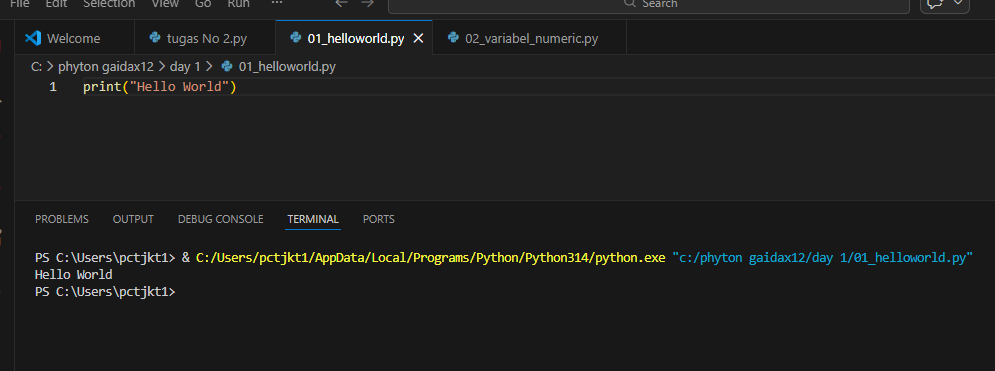 File Edit Selection View Go Run ··· ← → Search
Welcome tugas No 2.py 01_helloworld.py × 02_variabel_numeric.py
C: > phyton gaidax12 > day 1 > 01_helloworld.py
1 print("Hello World")
PROBLEMS OUTPUT DEBUG CONSOLE TERMINAL PORTS
PS C:\Users\pctjkt1> & C:/Users/pctjkt1/AppData/Local/Programs/Python/Python314/python.exe "c:/phyton gaidax12/day 1/01_helloworld.py"
Hello World
PS C:\Users\pctjkt1>